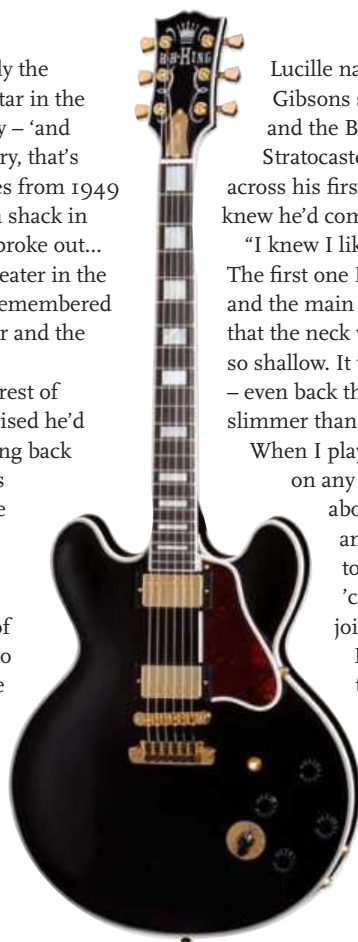 ly the
tar in the
y – ‘and
ry, that’s
es from 1949
n shack in
broke out...
eater in the
emembered
r and the
rest of
ised he’d
ng back
s
e
of
o
e
B·B·KING
Lucille na
Gibsons s
and the B
Stratocaste
across his firs
knew he’d com
“I knew I lik
The first one I
and the main
that the neck w
so shallow. It w
– even back th
slimmer than
When I play
on any
abo
an
to
’c
joi
I
t